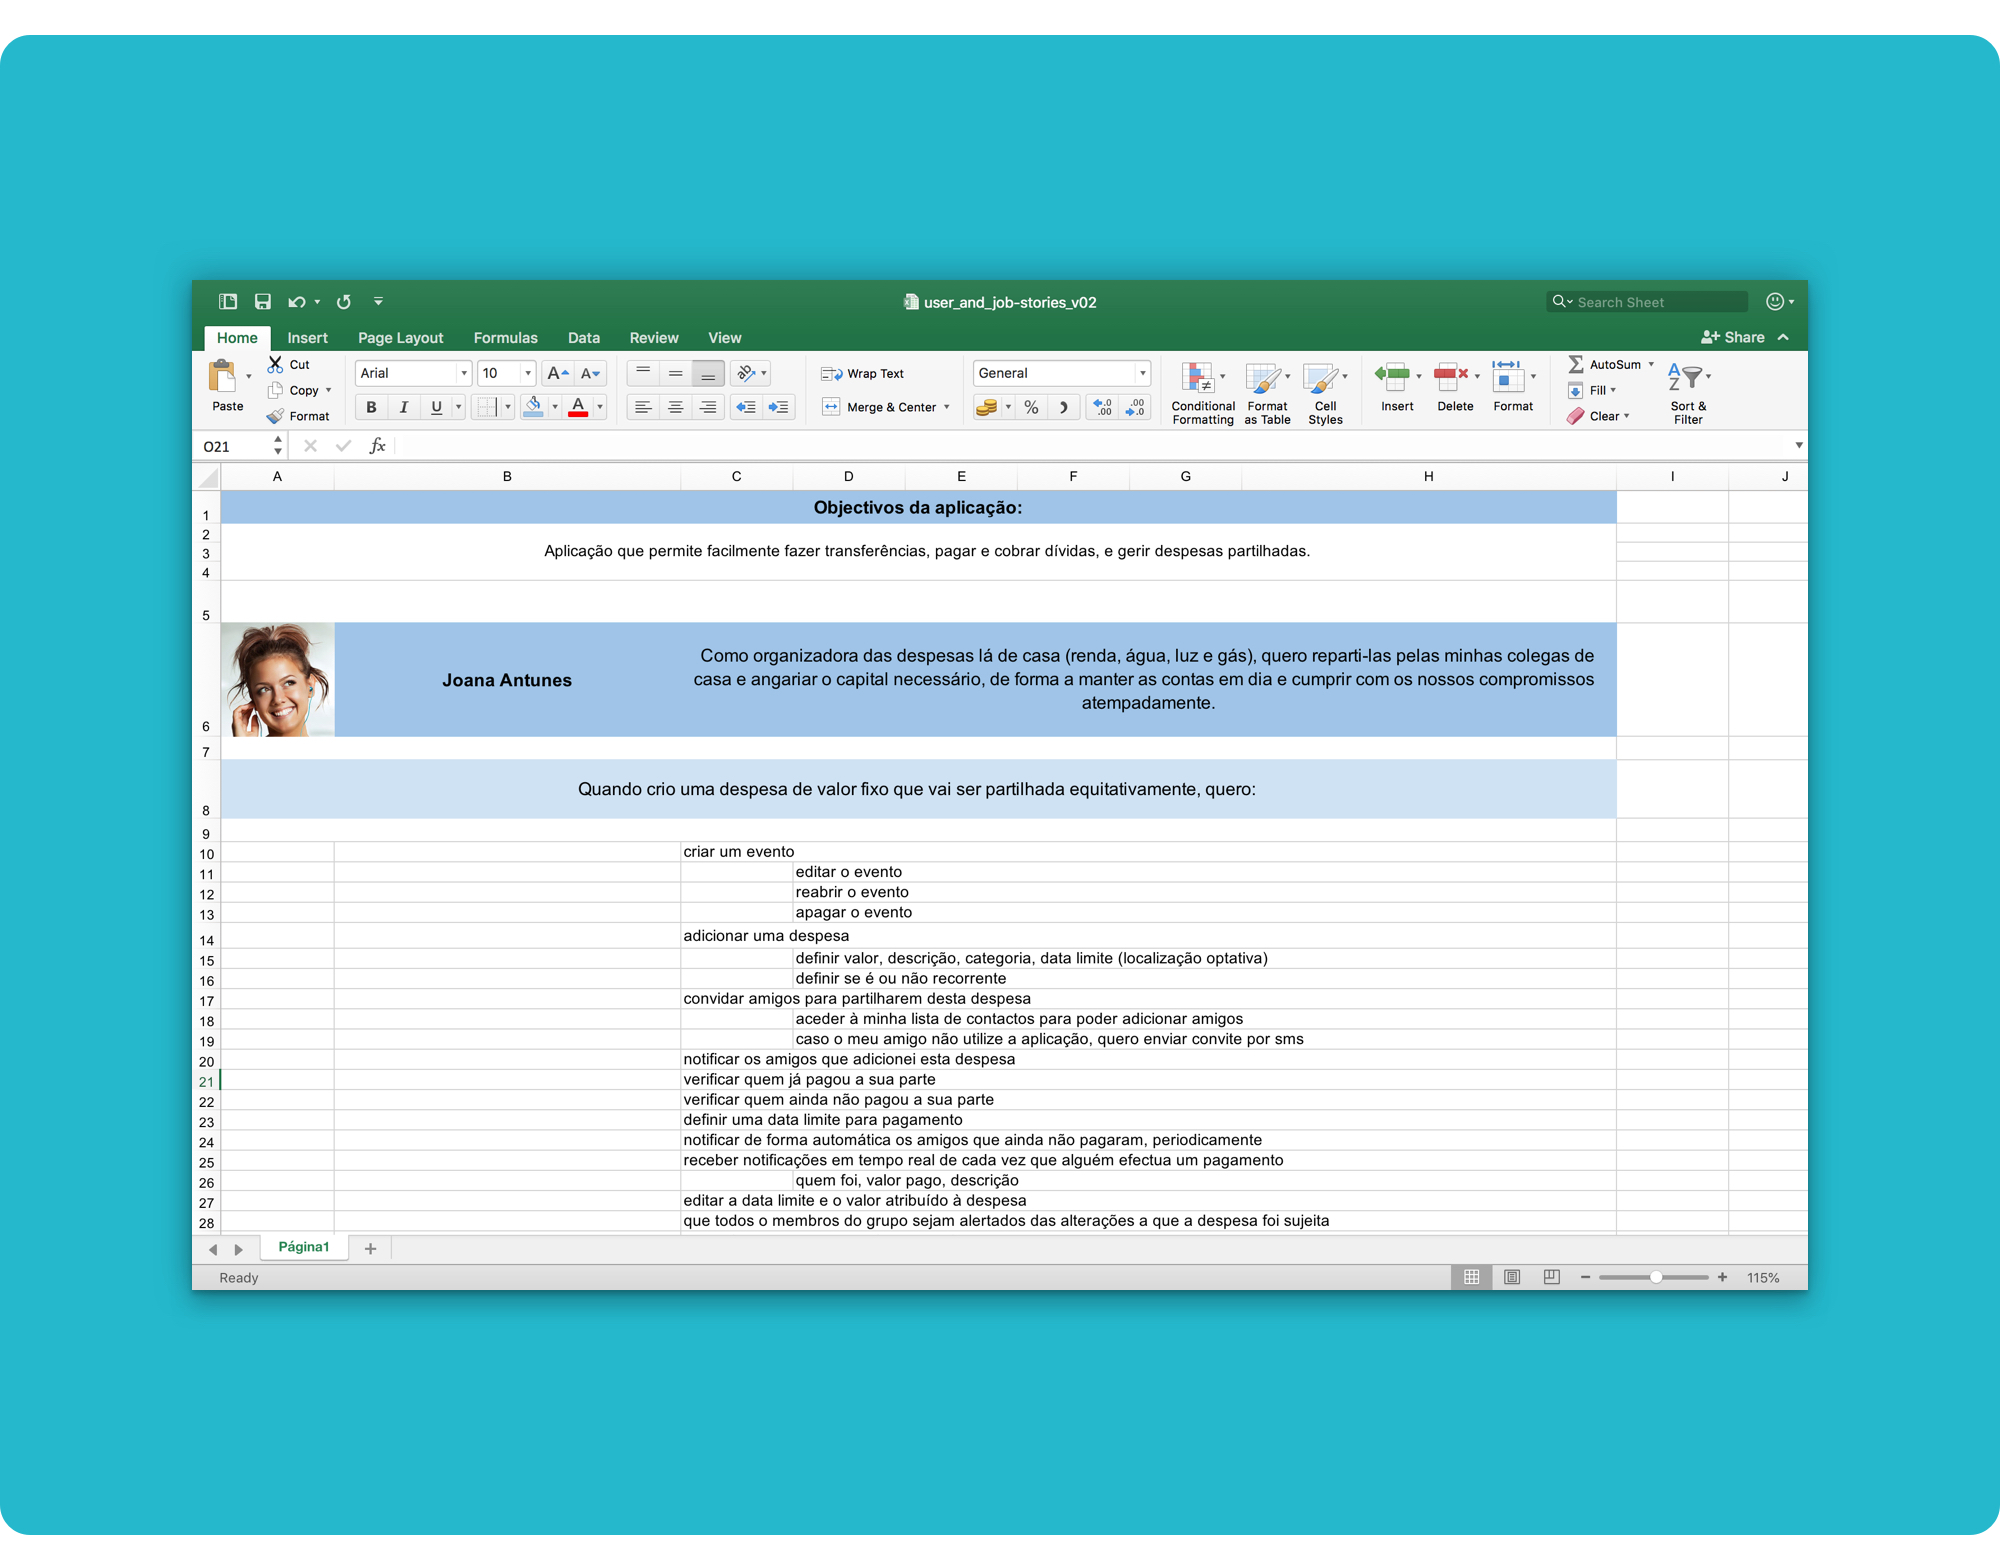 user_and_job-stories_v02
Search Sheet
Home Insert Page Layout Formulas Data Review View
Share
Paste
Cut
Copy
Format
Arial 10
B I U
Wrap Text
Merge & Center
General
%
Conditional Formatting
Format as Table
Cell Styles
Insert Delete Format
AutoSum
Fill
Clear
Sort & Filter
O21
fx
A B C D E F G H I J
1 Objectivos da aplicação:
2
3 Aplicação que permite facilmente fazer transferências, pagar e cobrar dívidas, e gerir despesas partilhadas.
4
5
6 Joana Antunes
Como organizadora das despesas lá de casa (renda, água, luz e gás), quero reparti-las pelas minhas colegas de
casa e angariar o capital necessário, de forma a manter as contas em dia e cumprir com os nossos compromissos
atempadamente.
7
8 Quando crio uma despesa de valor fixo que vai ser partilhada equitativamente, quero:
9
10 criar um evento
11 editar o evento
12 reabrir o evento
13 apagar o evento
14 adicionar uma despesa
15 definir valor, descrição, categoria, data limite (localização optativa)
16 definir se é ou não recorrente
17 convidar amigos para partilharem desta despesa
18 aceder à minha lista de contactos para poder adicionar amigos
19 caso o meu amigo não utilize a aplicação, quero enviar convite por sms
20 notificar os amigos que adicionei esta despesa
21 verificar quem já pagou a sua parte
22 verificar quem ainda não pagou a sua parte
23 definir uma data limite para pagamento
24 notificar de forma automática os amigos que ainda não pagaram, periodicamente
25 receber notificações em tempo real de cada vez que alguém efectua um pagamento
26 quem foi, valor pago, descrição
27 editar a data limite e o valor atribuído à despesa
28 que todos o membros do grupo sejam alertados das alterações a que a despesa foi sujeita
Página1
Ready
115%